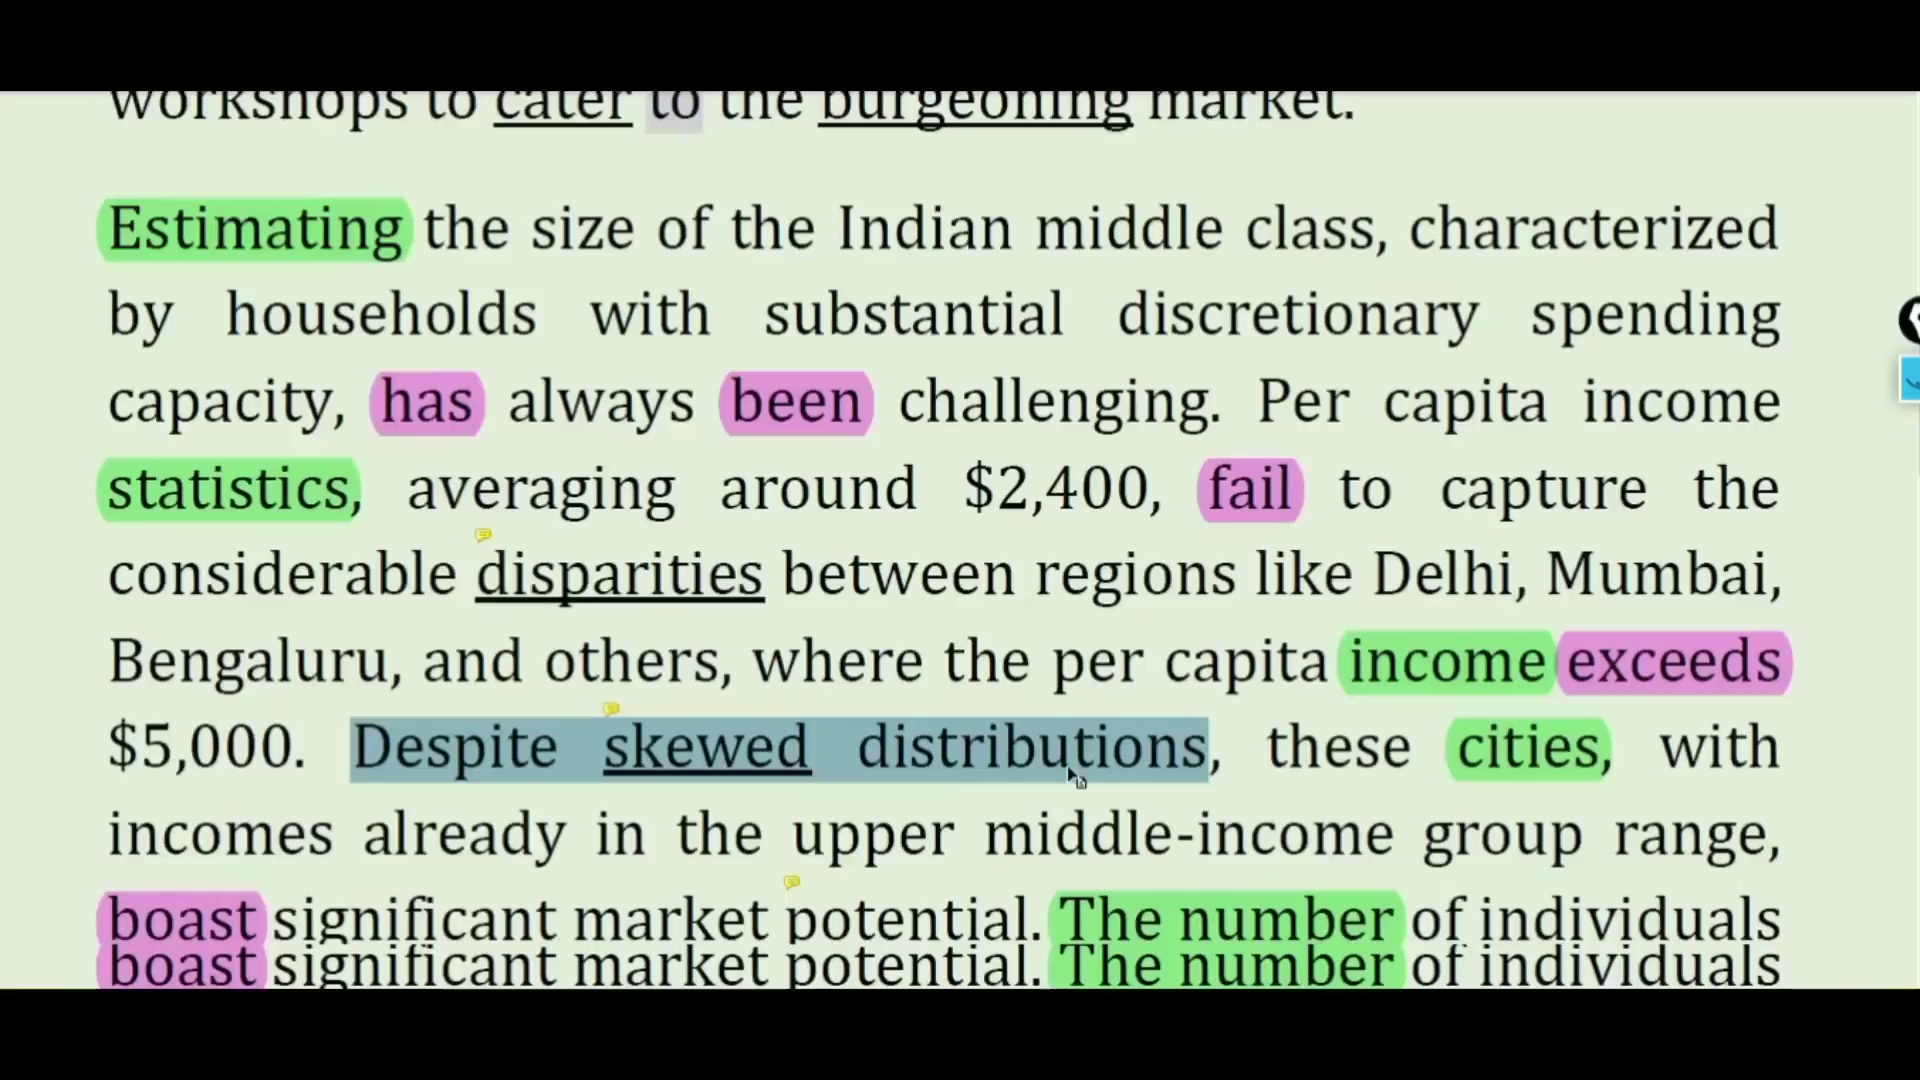 workshops to cater to the burgeoning market.
Estimating the size of the Indian middle class, characterized
by households with substantial discretionary spending
capacity, has always been challenging. Per capita income
statistics, averaging around $2,400, fail to capture the
considerable disparities between regions like Delhi, Mumbai,
Bengaluru, and others, where the per capita income exceeds
$5,000. Despite skewed distributions, these cities, with
incomes already in the upper middle-income group range,
boast significant market potential. The number of individuals
boast significant market potential. The number of individuals